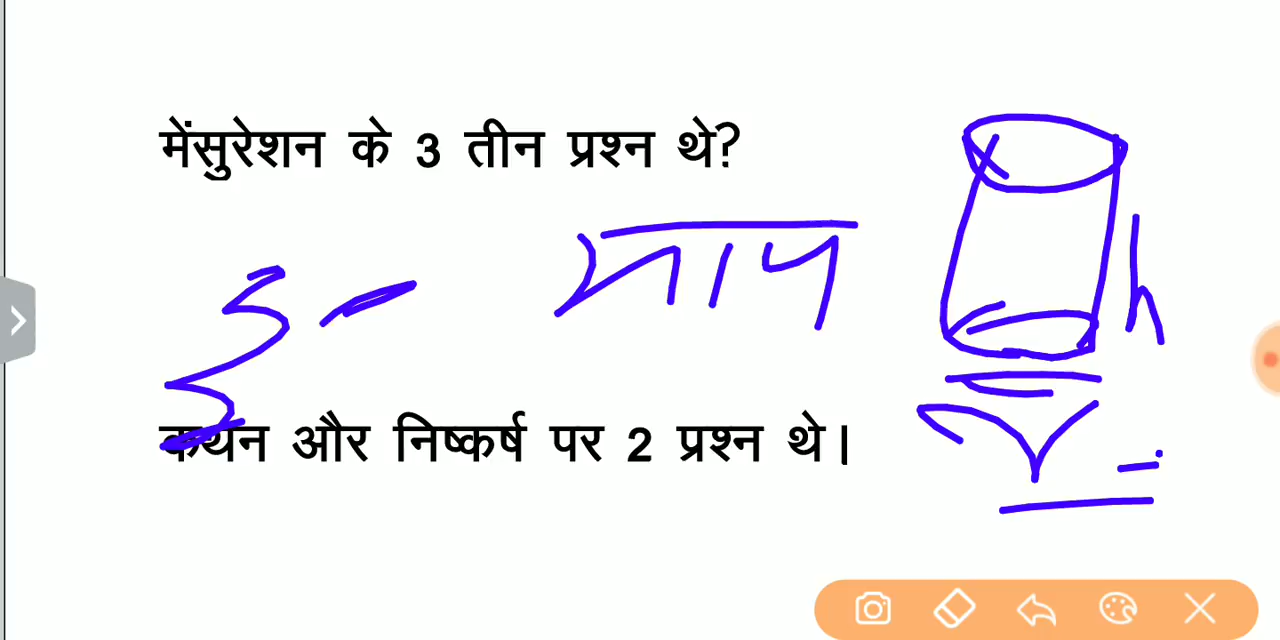 मेंसुरेशन के 3 तीन प्रश्न थे?
3 -
माप
h
V =
कथन और निष्कर्ष पर 2 प्रश्न थे।